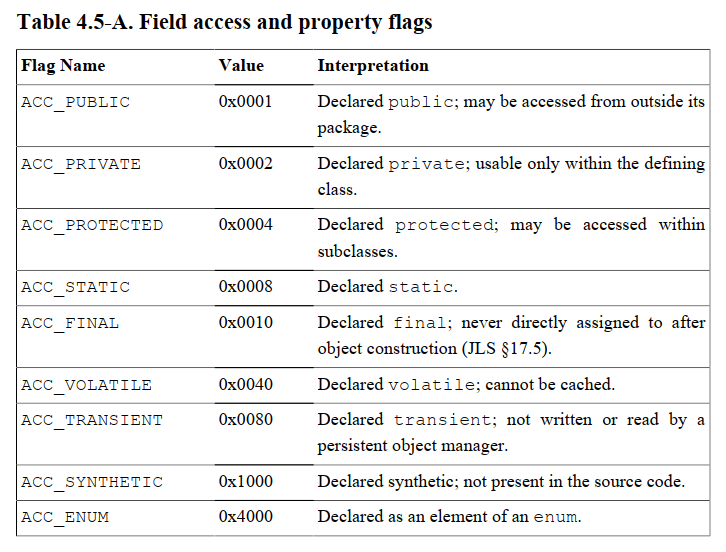 Table 4.5-A. Field access and property flags
Flag Name Value Interpretation
ACC_PUBLIC 0x0001 Declared public; may be accessed from outside its
package.
ACC_PRIVATE 0x0002 Declared private; usable only within the defining
class.
ACC_PROTECTED 0x0004 Declared protected; may be accessed within
subclasses.
ACC_STATIC 0x0008 Declared static.
ACC_FINAL 0x0010 Declared final; never directly assigned to after
object construction (JLS §17.5).
ACC_VOLATILE 0x0040 Declared volatile; cannot be cached.
ACC_TRANSIENT 0x0080 Declared transient; not written or read by a
persistent object manager.
ACC_SYNTHETIC 0x1000 Declared synthetic; not present in the source code.
ACC_ENUM 0x4000 Declared as an element of an enum.